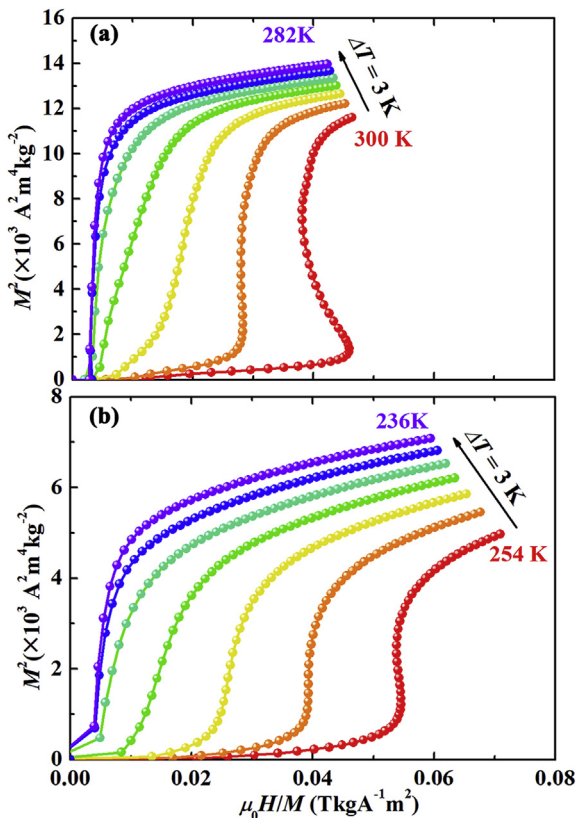 (a)
282K
ΔT = 3 K
300 K
M²(×10³ A²m⁴kg⁻²)
16
14
12
10
8
6
4
2
0
(b)
236K
ΔT = 3 K
254 K
M²(×10³ A²m⁴kg⁻²)
8
6
4
2
0
0.00 0.02 0.04 0.06 0.08
μ₀H/M (TkgA⁻¹m²)